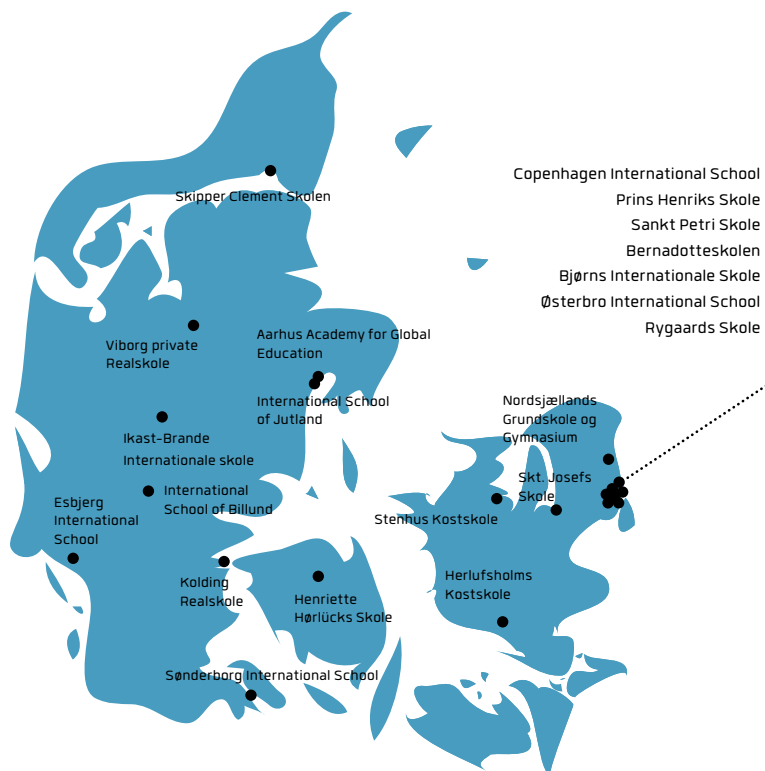 Copenhagen International School
Prins Henriks Skole
Sankt Petri Skole
Bernadotteskolen
Bjørns Internationale Skole
Østerbro International School
Rygaards Skole
Skipper Clement Skolen
Viborg private
Realskole
Aarhus Academy for Global
Education
International School
of Jutland
Ikast-Brande
Internationale skole
International
School of Billund
Esbjerg
International
School
Kolding
Realskole
Henriette
Hørlücks Skole
Sønderborg International School
Nordsjællands
Grundskole og
Gymnasium
Skt. Josefs
Skole
Stenhus Kostskole
Herlufsholms
Kostskole